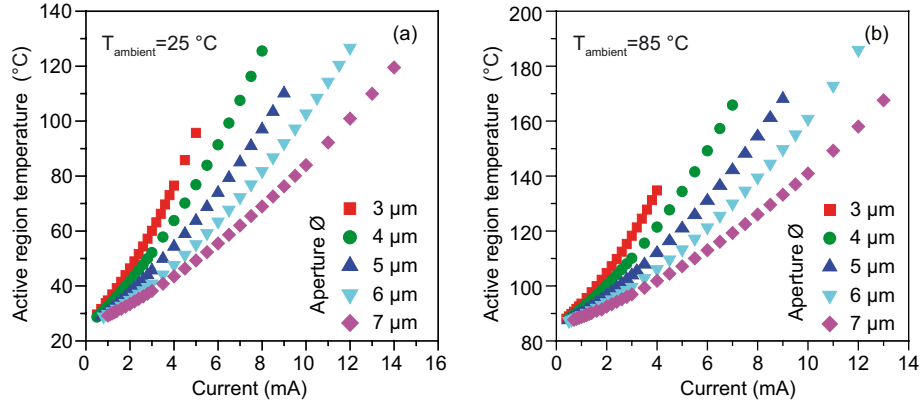 (a)
T_ambient=25 °C
140
120
100
80
60
40
20
Active region temperature (°C)
0 2 4 6 8 10 12 14 16
Current (mA)
Aperture Ø
3 µm
4 µm
5 µm
6 µm
7 µm
(b)
T_ambient=85 °C
200
180
160
140
120
100
80
Active region temperature (°C)
0 2 4 6 8 10 12 14
Current (mA)
Aperture Ø
3 µm
4 µm
5 µm
6 µm
7 µm